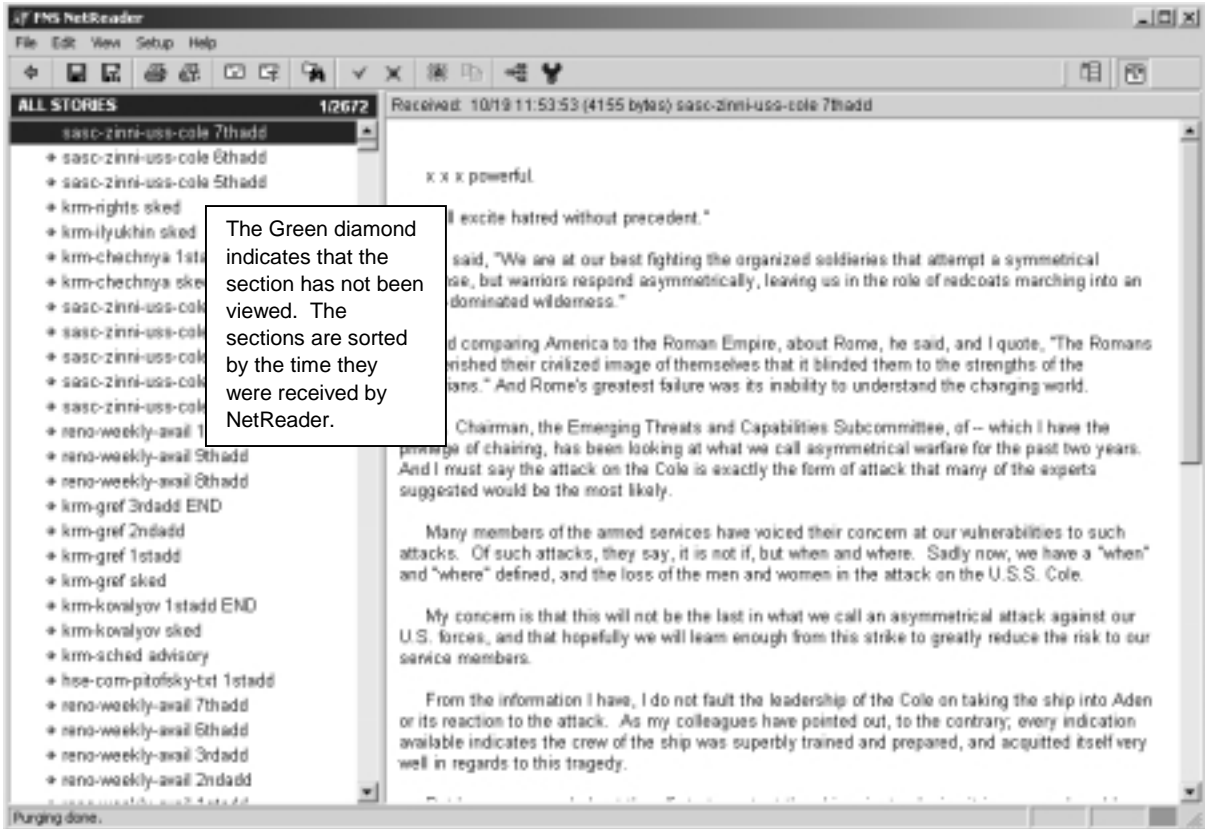 FNS NetReader
File Edit View Setup Help
ALL STORIES 1/2672
Received: 10/19 11:53:53 (4155 bytes) sasc-zinni-uss-cole 7thadd
sasc-zinni-uss-cole 7thadd
sasc-zinni-uss-cole 6thadd
sasc-zinni-uss-cole 5thadd
krm-rights sked
krm-ilyukhin sked
krm-chechnya 1sta
krm-chechnya ske
sasc-zinni-uss-cole
sasc-zinni-uss-cole
sasc-zinni-uss-cole
sasc-zinni-uss-cole
sasc-zinni-uss-cole
reno-weekly-avail 1
reno-weekly-avail 9thadd
reno-weekly-avail 8thadd
krm-gref 3rdadd END
krm-gref 2ndadd
krm-gref 1stadd
krm-gref sked
krm-kovalyov 1stadd END
krm-kovalyov sked
krm-sched advisory
hse-com-pitofsky-txt 1stadd
reno-weekly-avail 7thadd
reno-weekly-avail 6thadd
reno-weekly-avail 3rdadd
reno-weekly-avail 2ndadd
The Green diamond
indicates that the
section has not been
viewed. The
sections are sorted
by the time they
were received by
NetReader.
x x x powerful.
excite hatred without precedent."
said, "We are at our best fighting the organized soldieries that attempt a symmetrical
but warriors respond asymmetrically, leaving us in the role of redcoats marching into an
dominated wilderness."
comparing America to the Roman Empire, about Rome, he said, and I quote, "The Romans
their civilized image of themselves that it blinded them to the strengths of the
And Rome's greatest failure was its inability to understand the changing world.
Chairman, the Emerging Threats and Capabilities Subcommittee, of -- which I have the
privilege of chairing, has been looking at what we call asymmetrical warfare for the past two years.
And I must say the attack on the Cole is exactly the form of attack that many of the experts
suggested would be the most likely.
Many members of the armed services have voiced their concern at our vulnerabilities to such
attacks. Of such attacks, they say, it is not if, but when and where. Sadly now, we have a "when"
and "where" defined, and the loss of the men and women in the attack on the U.S.S. Cole.
My concern is that this will not be the last in what we call an asymmetrical attack against our
U.S. forces, and that hopefully we will learn enough from this strike to greatly reduce the risk to our
service members.
From the information I have, I do not fault the leadership of the Cole on taking the ship into Aden
or its reaction to the attack. As my colleagues have pointed out, to the contrary; every indication
available indicates the crew of the ship was superbly trained and prepared, and acquitted itself very
well in regards to this tragedy.
Purging done.